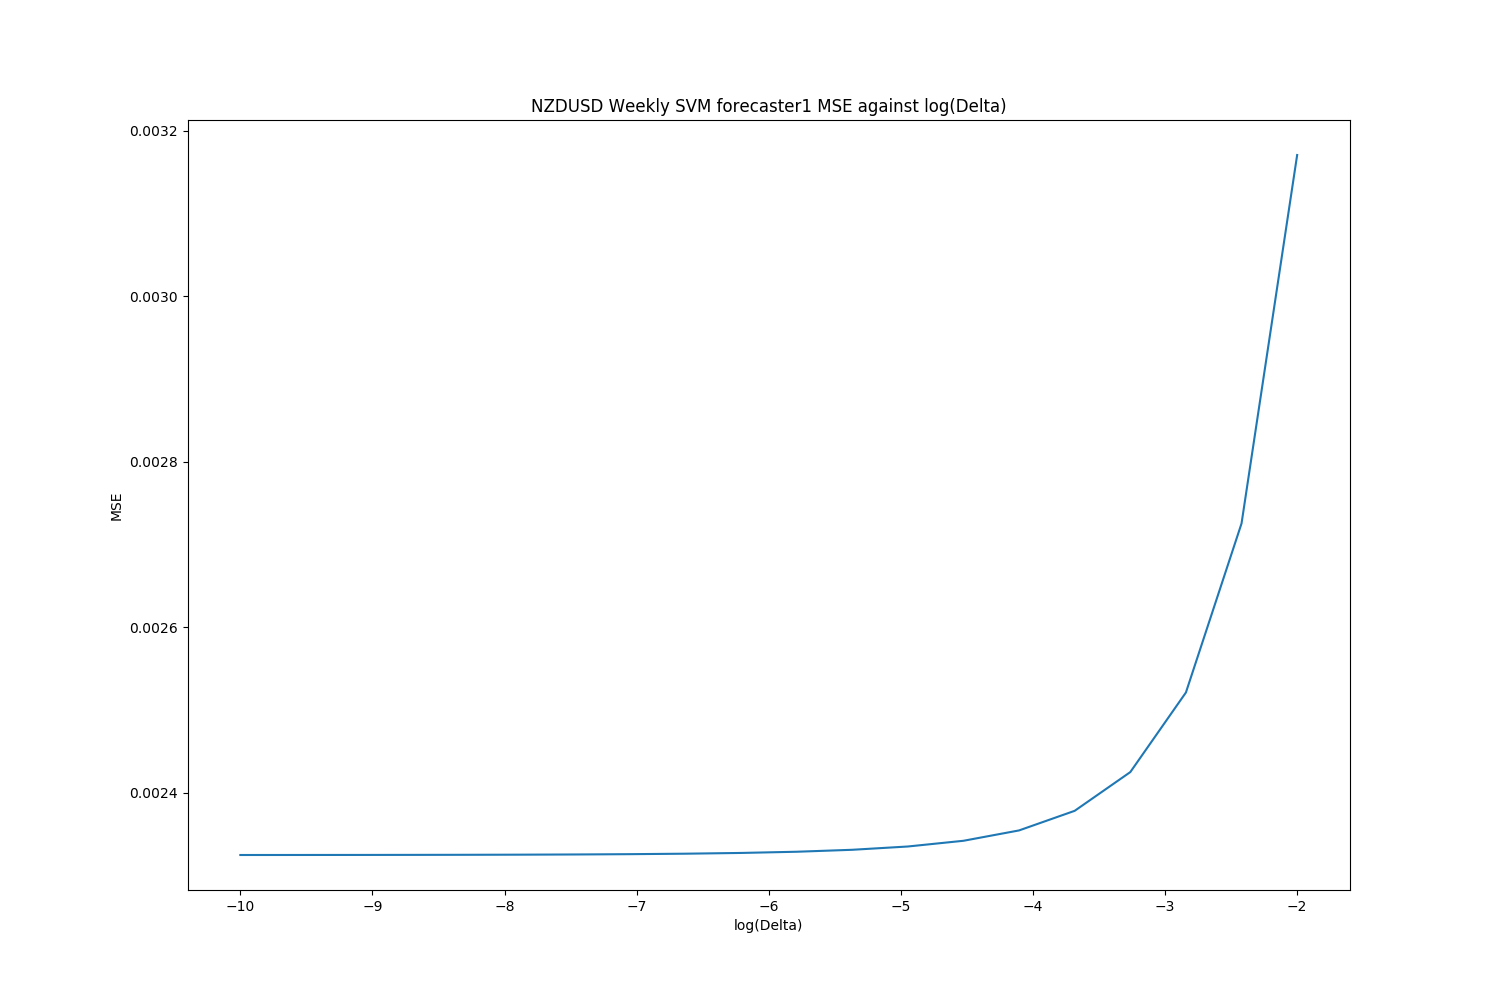 NZDUSD Weekly SVM forecaster1 MSE against log(Delta)
0.0032
0.0030
0.0028
0.0026
0.0024
MSE
−10 −9 −8 −7 −6 −5 −4 −3 −2
log(Delta)